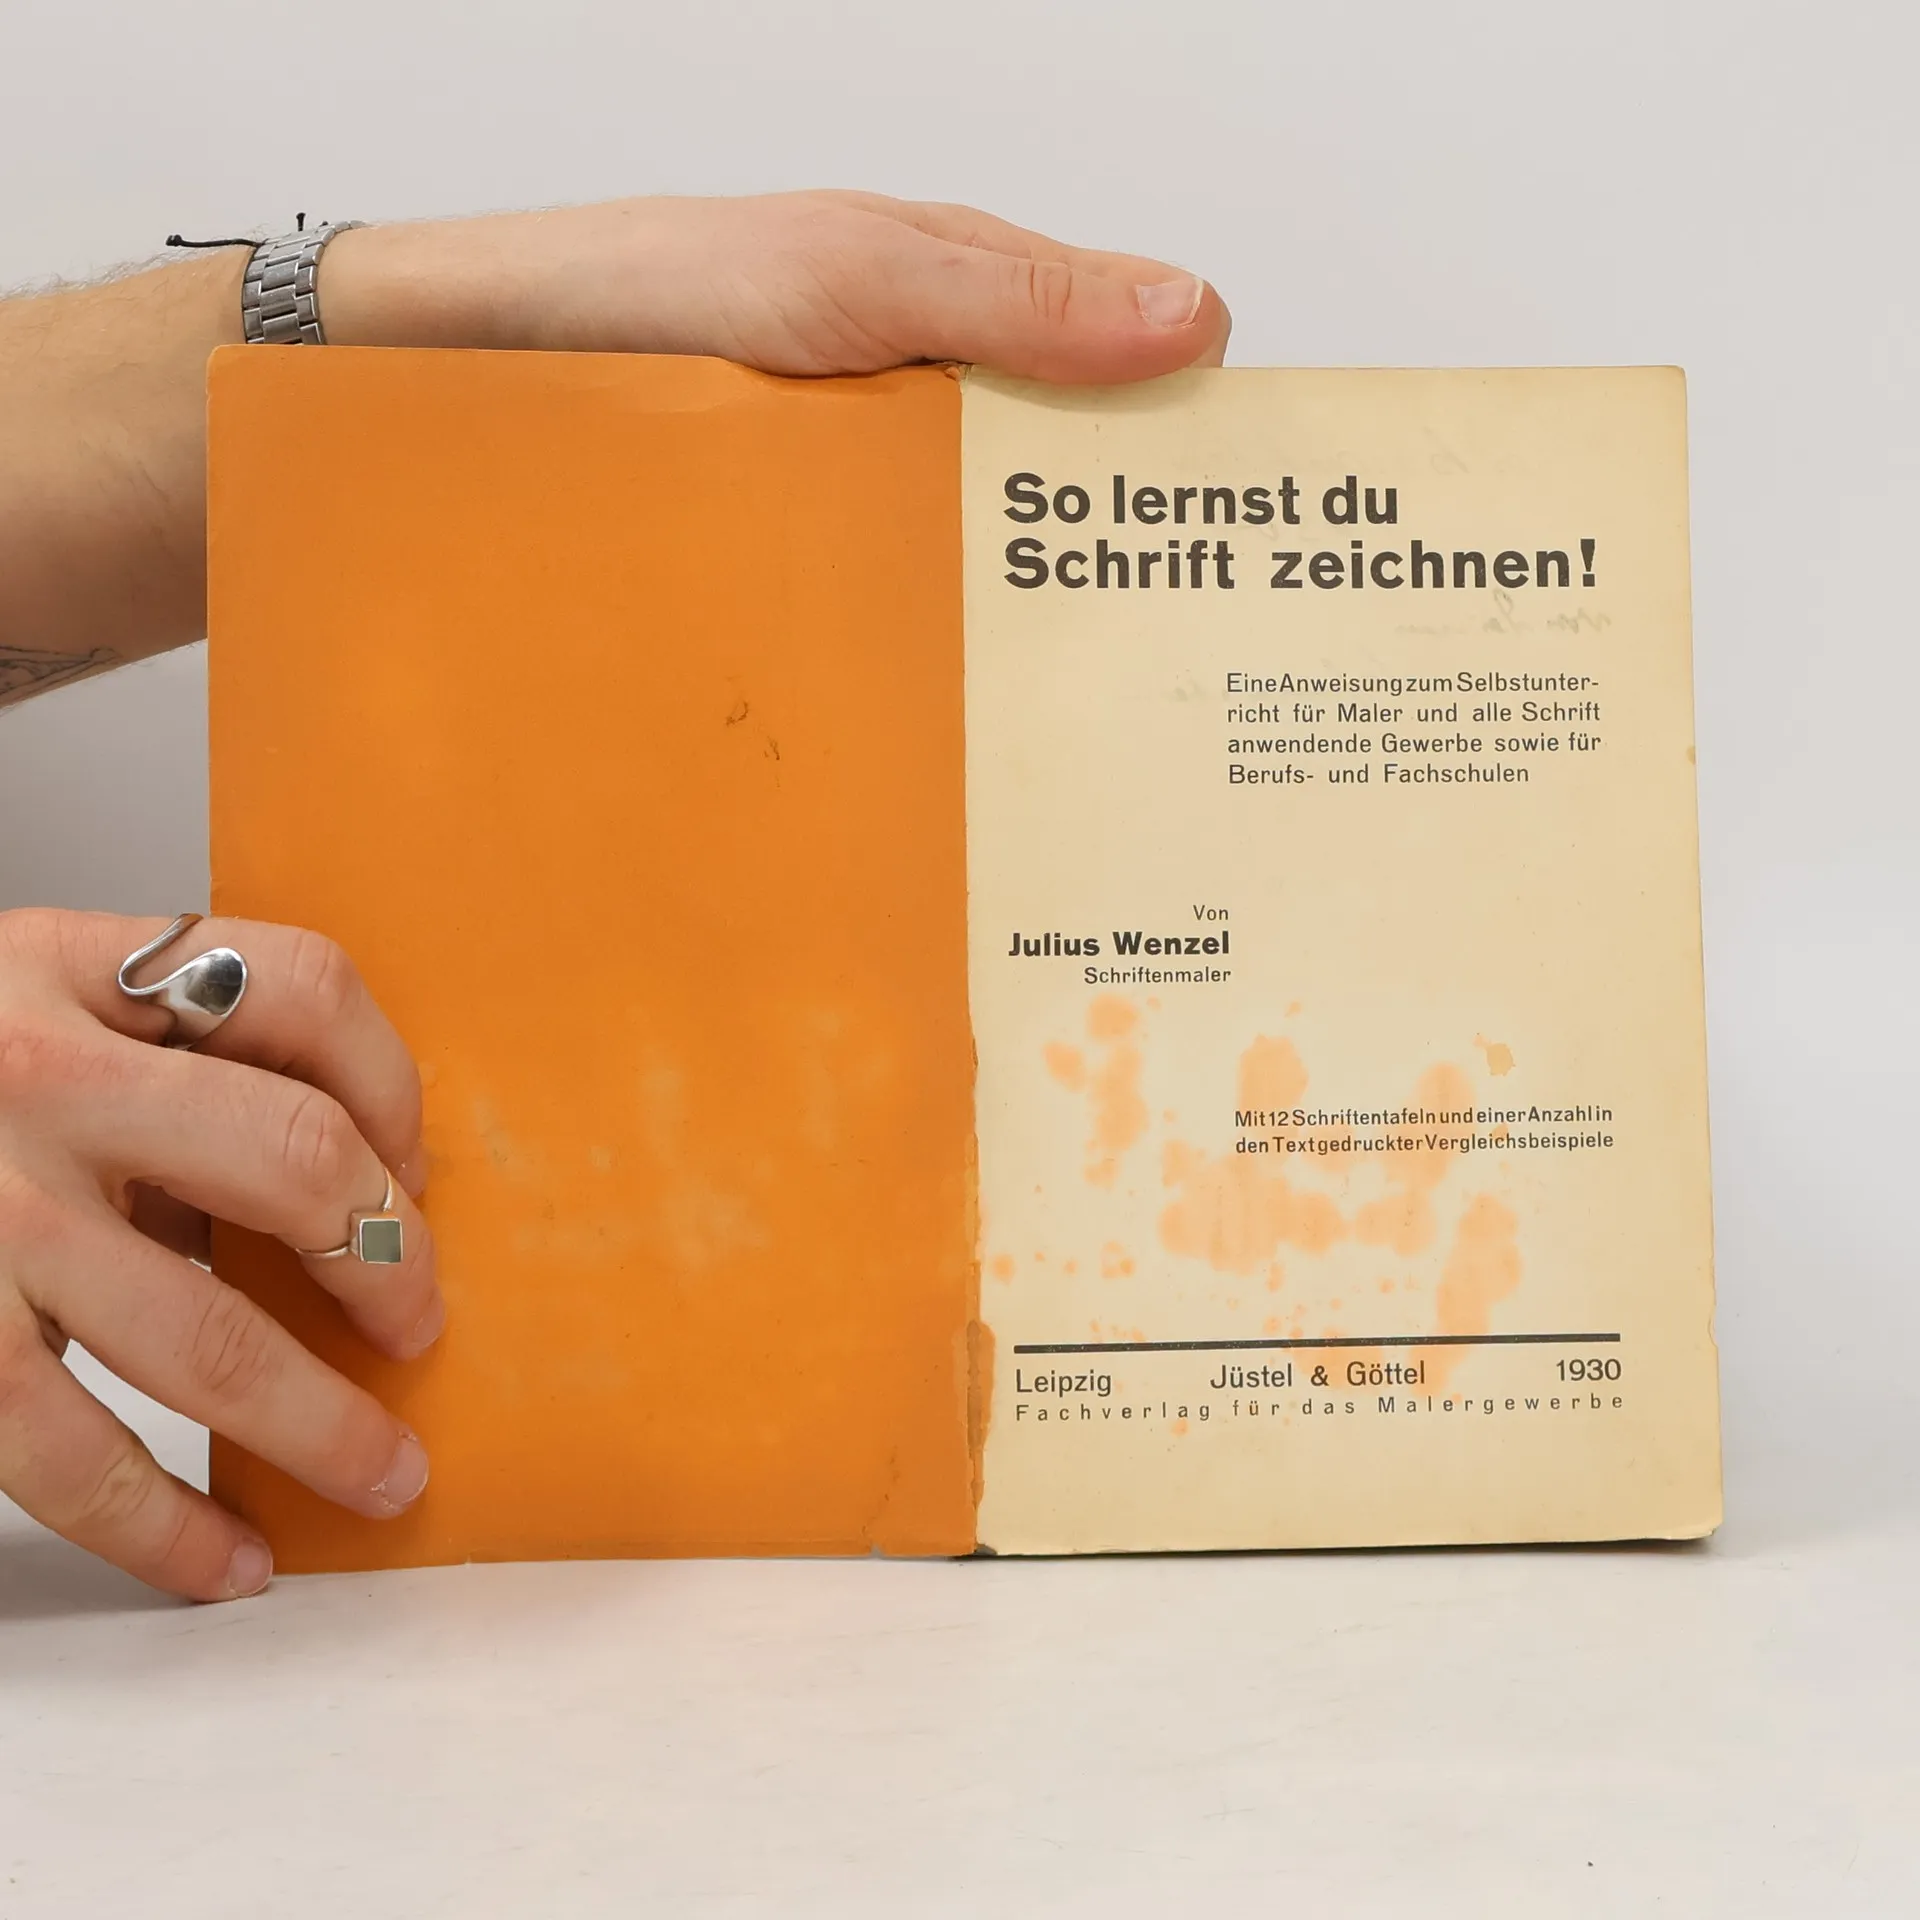 So lernst du
Schrift zeichnen!
Eine Anweisung zum Selbstunter-
richt für Maler und alle Schrift
anwendende Gewerbe sowie für
Berufs- und Fachschulen
Von
Julius Wenzel
Schriftenmaler
Mit 12 Schriftentafeln und einer Anzahl in
den Text gedruckter Vergleichsbeispiele
Leipzig Jüstel & Göttel 1930
Fachverlag für das Malergewerbe